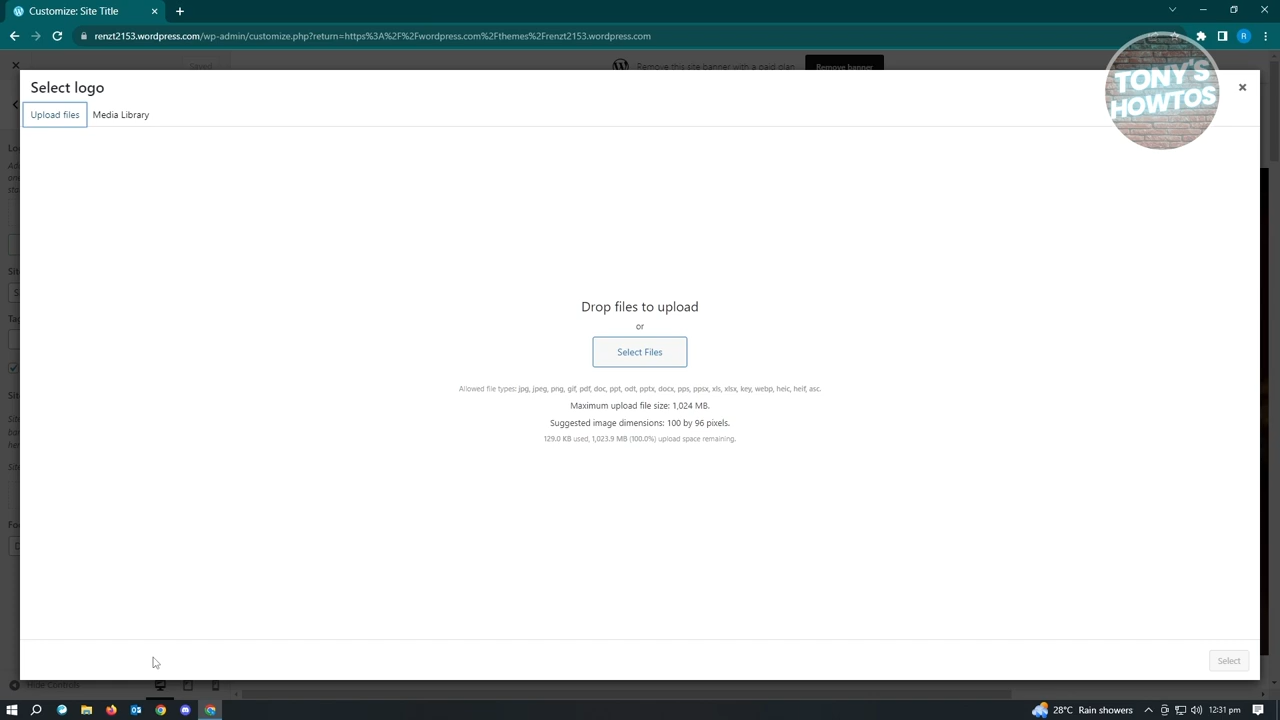 Customize: Site Title
renzt2153.wordpress.com/wp-admin/customize.php?return=https%3A%2F%2Fwordpress.com%2Fthemes%2Frenzt2153.wordpress.com
R
Saved
Remove this site banner with a paid plan
Remove banner
TONY'S
HOWTOS
Select logo
Upload files
Media Library
Drop files to upload
or
Select Files
Allowed file types: jpg, jpeg, png, gif, pdf, doc, ppt, odt, pptx, docx, pps, ppsx, xls, xlsx, key, webp, heic, heif, asc.
Maximum upload file size: 1,024 MB.
Suggested image dimensions: 100 by 96 pixels.
129.0 KB used, 1,023.9 MB (100.0%) upload space remaining.
Select
Hide Controls
28°C Rain showers
12:31 pm